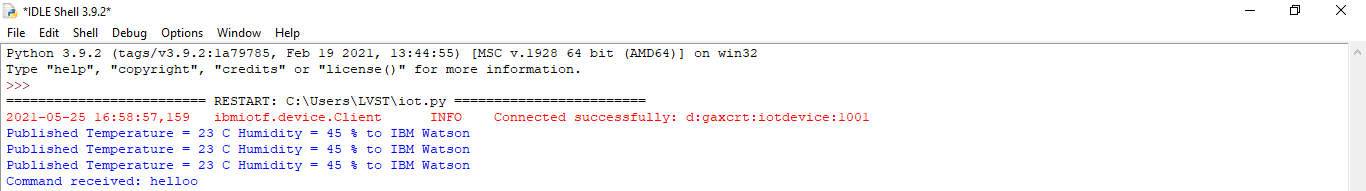 *IDLE Shell 3.9.2*
File Edit Shell Debug Options Window Help
Python 3.9.2 (tags/v3.9.2:1a79785, Feb 19 2021, 13:44:55) [MSC v.1928 64 bit (AMD64)] on win32
Type "help", "copyright", "credits" or "license()" for more information.
>>>
========================= RESTART: C:\Users\LVST\iot.py ========================
2021-05-25 16:58:57,159   ibmiotf.device.Client      INFO    Connected successfully: d:gaxcrt:iotdevice:1001
Published Temperature = 23 C Humidity = 45 % to IBM Watson
Published Temperature = 23 C Humidity = 45 % to IBM Watson
Published Temperature = 23 C Humidity = 45 % to IBM Watson
Command received: helloo